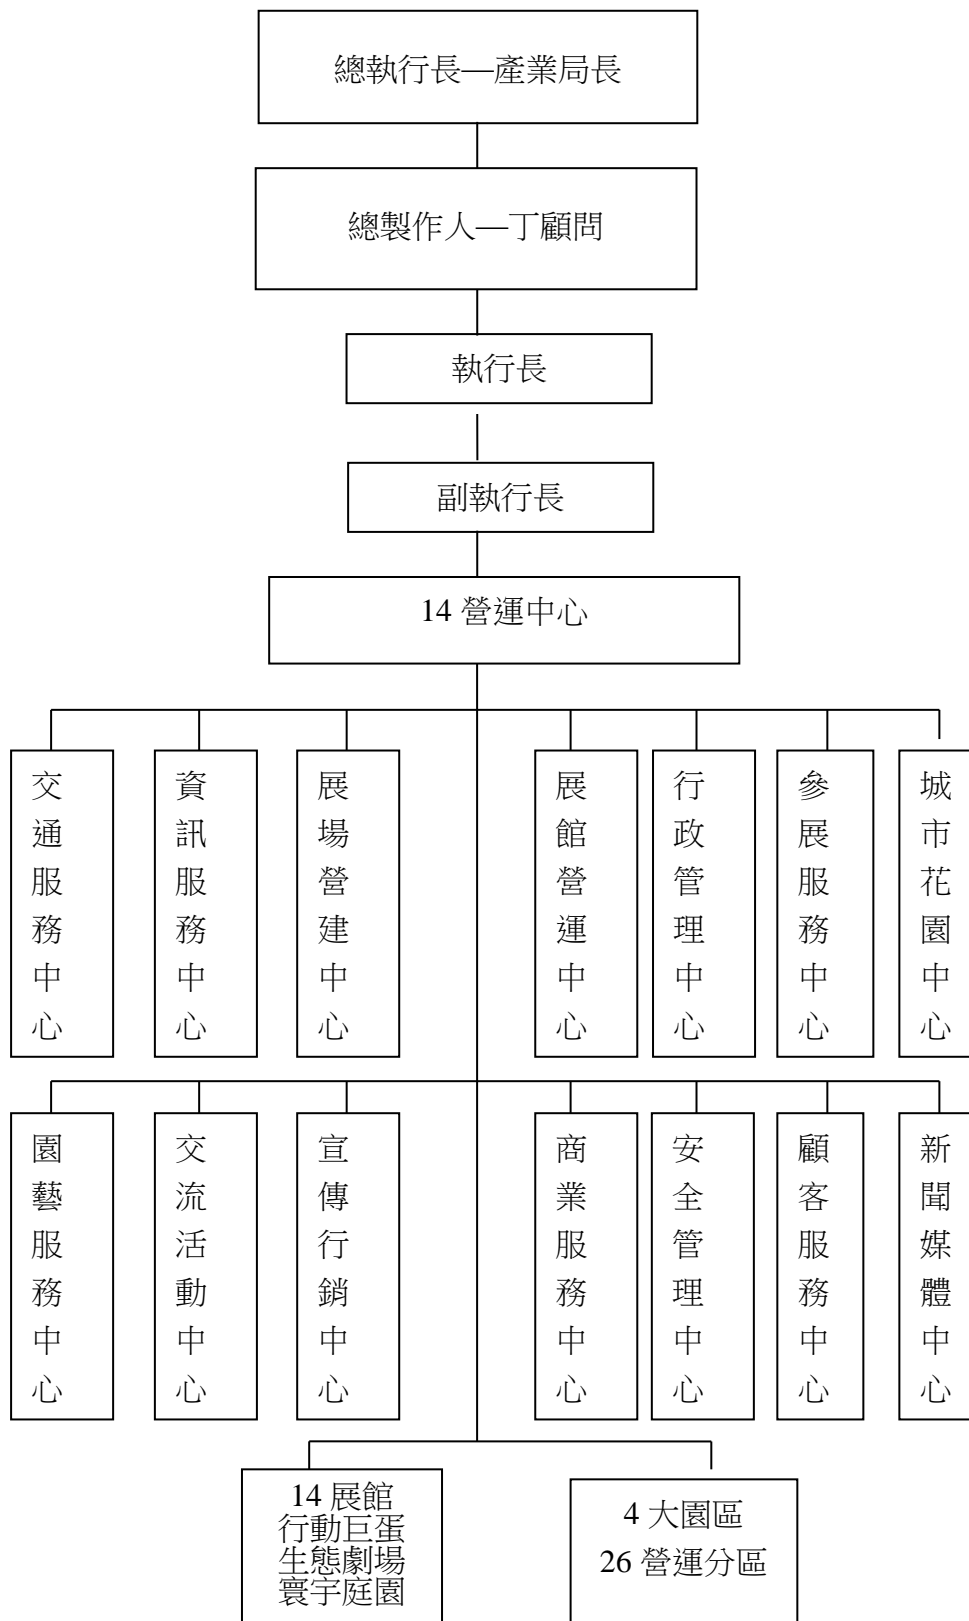 總執行長—產業局長
總製作人—丁顧問
執行長
副執行長
14 營運中心
交通服務中心
資訊服務中心
展場營建中心
展館營運中心
行政管理中心
參展服務中心
城市花園中心
園藝服務中心
交流活動中心
宣傳行銷中心
商業服務中心
安全管理中心
顧客服務中心
新聞媒體中心
14 展館
行動巨蛋
生態劇場
寰宇庭園
4 大園區
26 營運分區